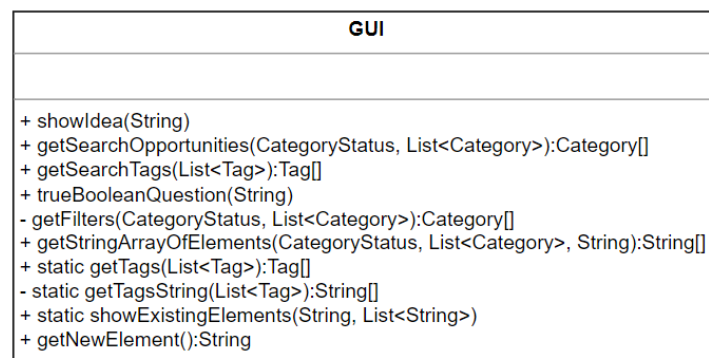 GUI
+ showIdea(String)
+ getSearchOpportunities(CategoryStatus, List<Category>):Category[]
+ getSearchTags(List<Tag>):Tag[]
+ trueBooleanQuestion(String)
- getFilters(CategoryStatus, List<Category>):Category[]
+ getStringArrayOfElements(CategoryStatus, List<Category>, String):String[]
+ static getTags(List<Tag>):Tag[]
- static getTagsString(List<Tag>):String[]
+ static showExistingElements(String, List<String>)
+ getNewElement():String